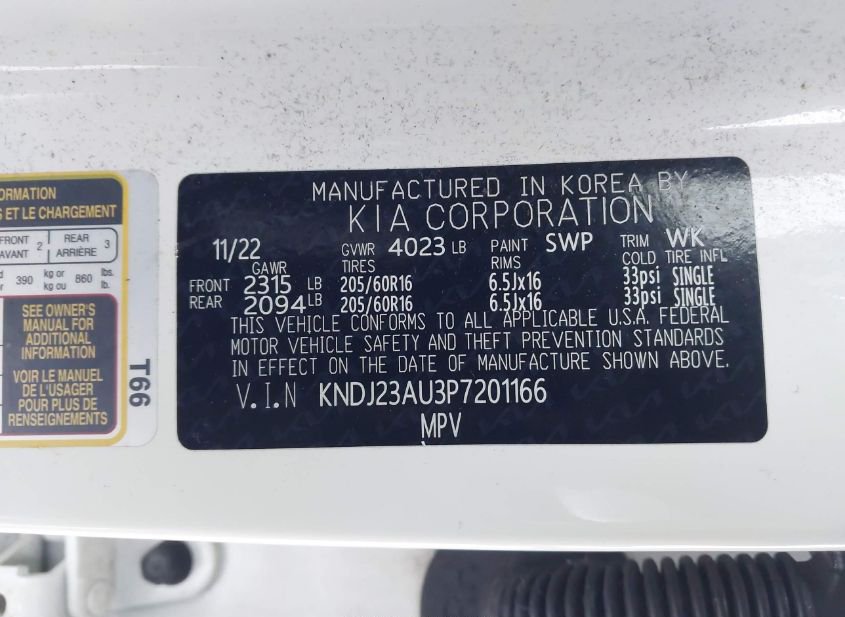 ORMATION
S ET LE CHARGEMENT
FRONT AVANT 2 REAR ARRIÈRE 3
390 kg or kg ou 860 lbs. lb.
SEE OWNER'S
MANUAL FOR
ADDITIONAL
INFORMATION
VOIR LE MANUEL
DE L'USAGER
POUR PLUS DE
RENSEIGNEMENTS
T66
MANUFACTURED IN KOREA BY
KIA CORPORATION
11/22 GVWR 4023 LB PAINT SWP TRIM WK
GAWR TIRES RIMS COLD TIRE INFL
FRONT 2315 LB 205/60R16 6.5Jx16 33psi SINGLE
REAR 2094 LB 205/60R16 6.5Jx16 33psi SINGLE
THIS VEHICLE CONFORMS TO ALL APPLICABLE U.S.A. FEDERAL
MOTOR VEHICLE SAFETY AND THEFT PREVENTION STANDARDS
IN EFFECT ON THE DATE OF MANUFACTURE SHOWN ABOVE.
V.I.N KNDJ23AU3P7201166
MPV